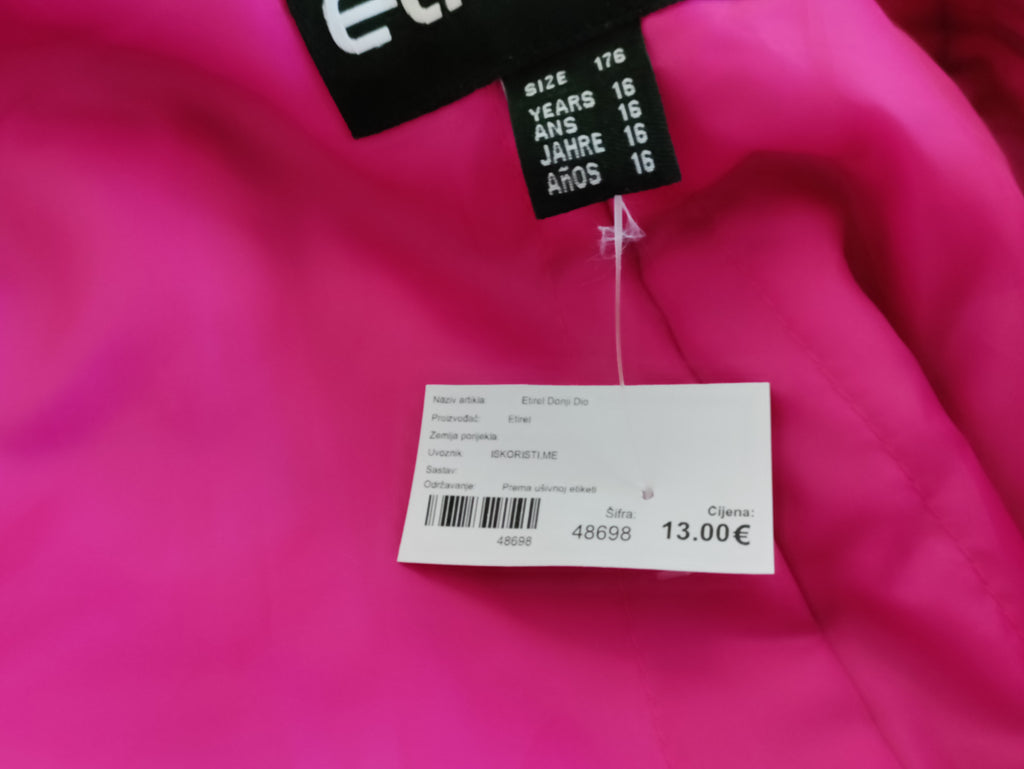 SIZE 176
YEARS 16
ANS 16
JAHRE 16
AÑOS 16
Naziv artikla: Etirel Donji Dio
Proizvođač: Etirel
Zemlja porijekla:
Uvoznik: ISKORISTI.ME
Sastav:
Održavanje: Prema ušivnoj etiketi
48698
Šifra:
48698
Cijena:
13.00€